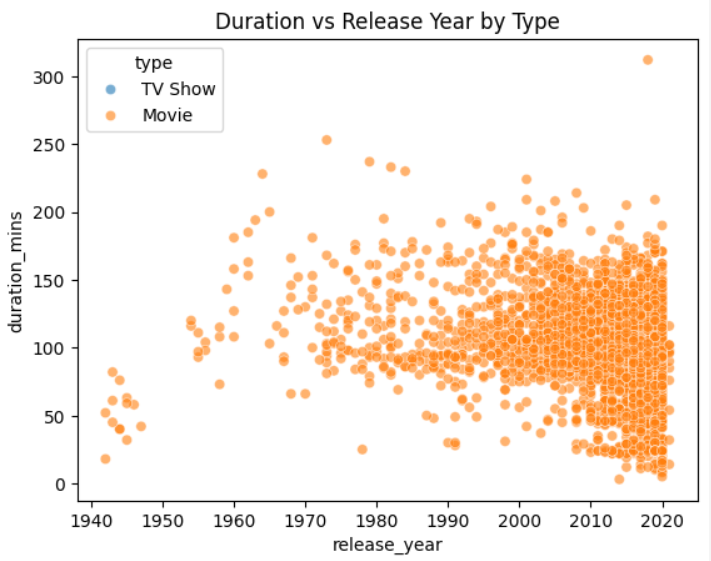 Duration vs Release Year by Type
type
TV Show
Movie
300
250
200
150
100
50
0
duration_mins
1940 1950 1960 1970 1980 1990 2000 2010 2020
release_year